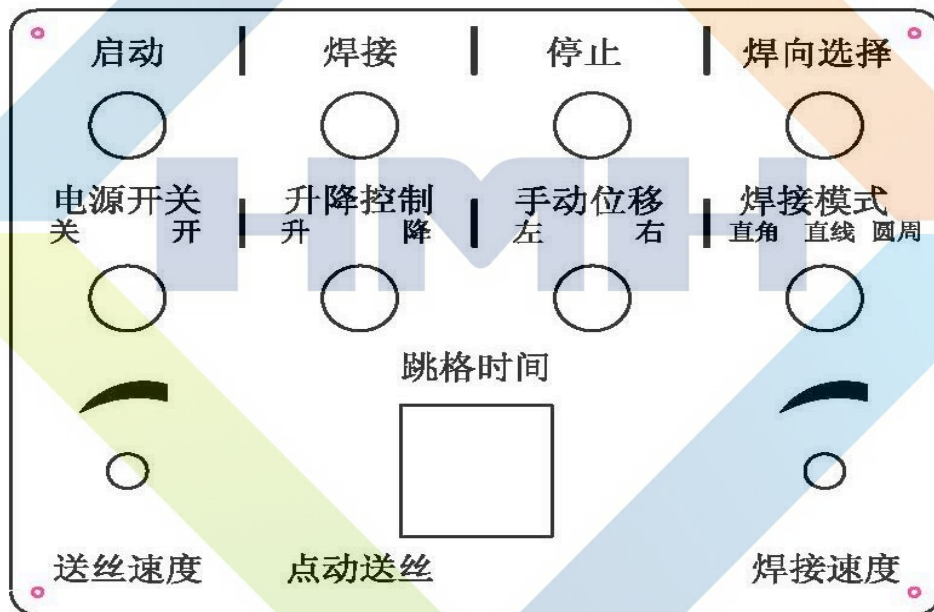 启动 焊接 停止 焊向选择
HMH
电源开关 升降控制 手动位移 焊接模式
关 开 升 降 左 右 直角 直线 圆周
跳格时间
送丝速度 点动送丝 焊接速度